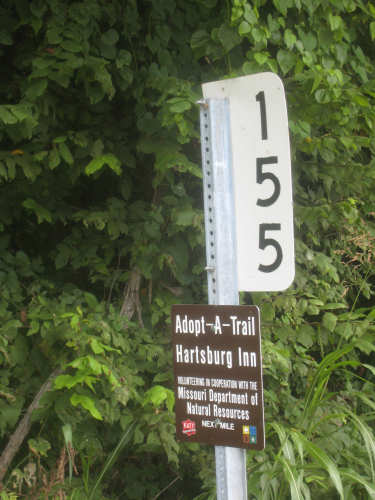 1
5
5
Adopt-A-Trail
Hartsburg Inn
VOLUNTEERING IN COOPERATION WITH THE
Missouri Department of
Natural Resources
KATY
NEXT MILE